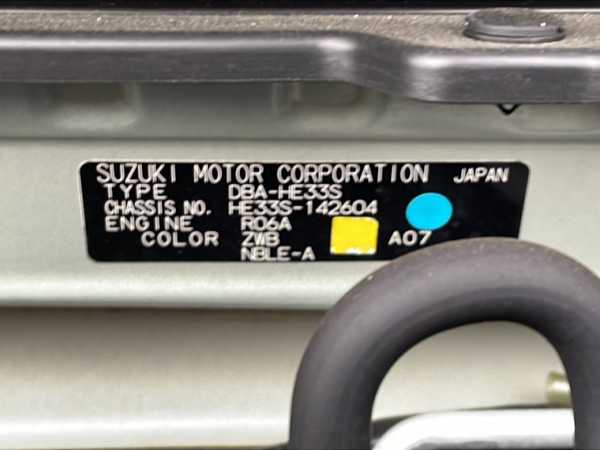 SUZUKI MOTOR CORPORATION JAPAN
TYPE DBA-HE33S
CHASSIS NO. HE33S-142604
ENGINE R06A
COLOR ZWB A07
NBLE-A